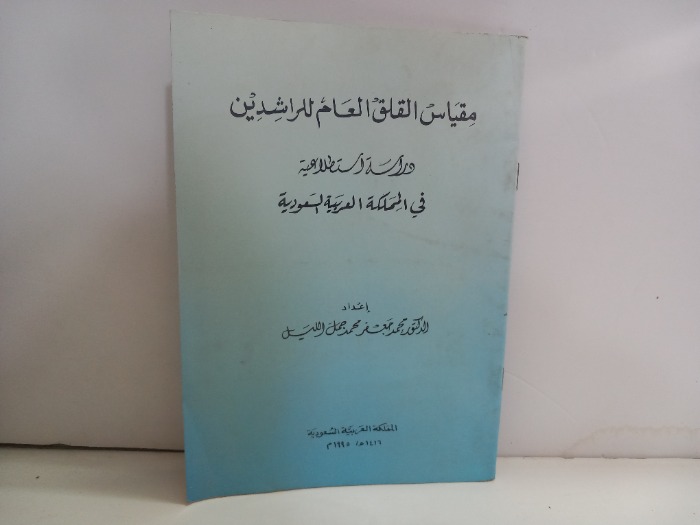 مقياس القلق العام للراشدين
دراسة استطلاعية
في المملكة العربية السعودية
إعداد
الدكتور محمد جعفر محمد جمل الليل
المملكة العربية السعودية
١٤١٦هـ / ١٩٩٥م